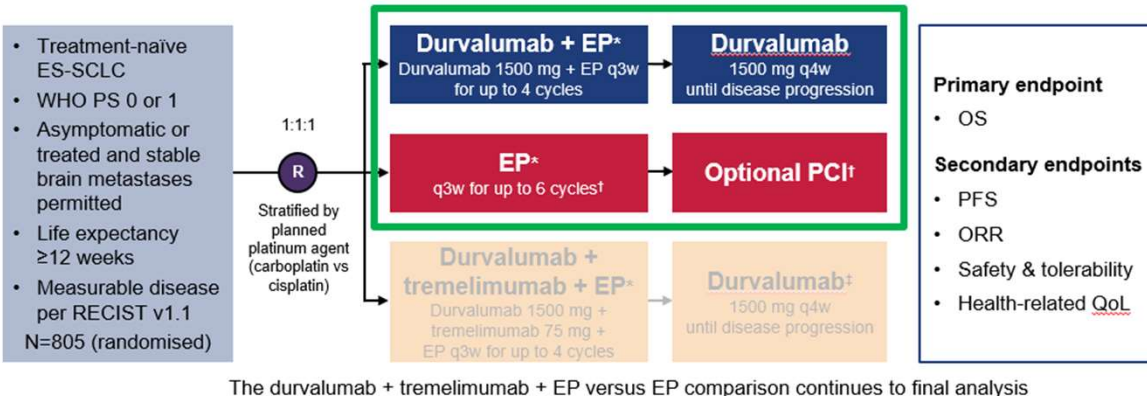 • Treatment-naïve
ES-SCLC
• WHO PS 0 or 1
• Asymptomatic or
treated and stable
brain metastases
permitted
• Life expectancy
≥12 weeks
• Measurable disease
per RECIST v1.1
N=805 (randomised)
1:1:1
R
Stratified by
planned
platinum agent
(carboplatin vs
cisplatin)
Durvalumab + EP*
Durvalumab 1500 mg + EP q3w
for up to 4 cycles
Durvalumab
1500 mg q4w
until disease progression
EP*
q3w for up to 6 cycles†
Optional PCI†
Durvalumab +
tremelimumab + EP*
Durvalumab 1500 mg +
tremelimumab 75 mg +
EP q3w for up to 4 cycles
Durvalumab‡
1500 mg q4w
until disease progression
Primary endpoint
• OS
Secondary endpoints
• PFS
• ORR
• Safety & tolerability
• Health-related QoL
The durvalumab + tremelimumab + EP versus EP comparison continues to final analysis